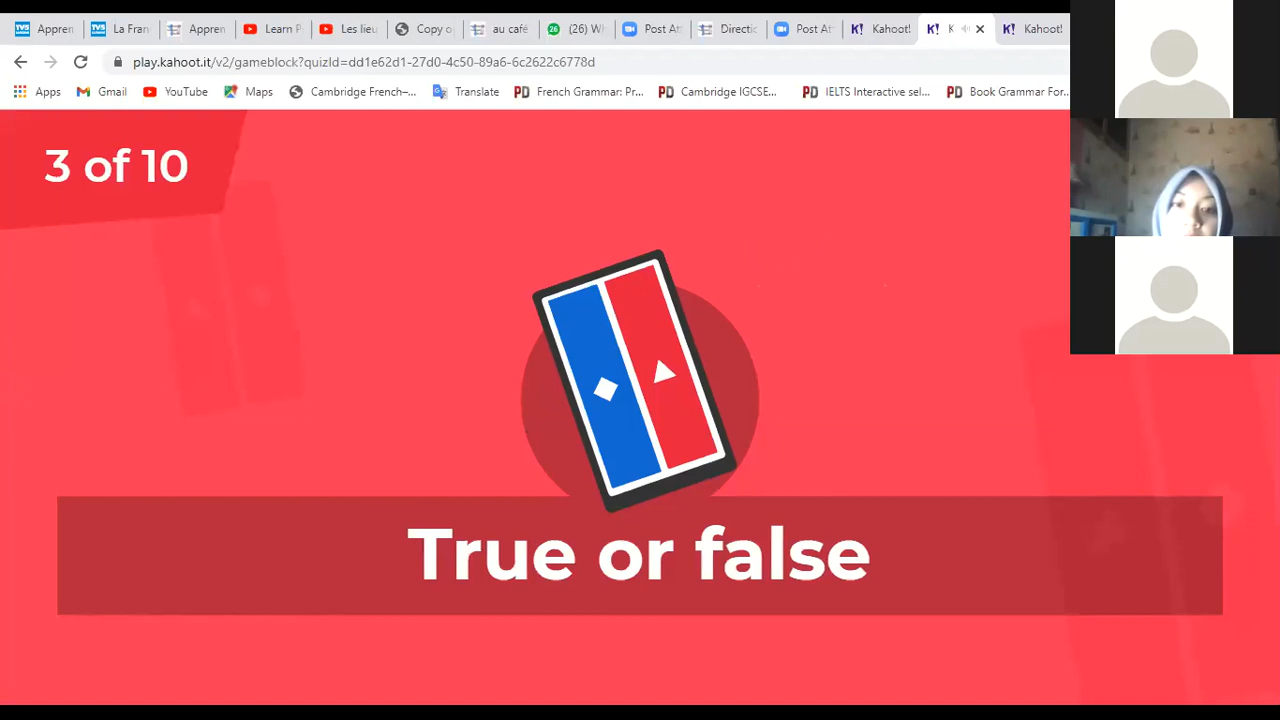 Appren
La Fran
Appren
Learn P
Les lieu
Copy o
au café
(26) W
Post At
Directic
Post At
Kahoot!
K
Kahoot!
play.kahoot.it/v2/gameblock?quizId=dd1e62d1-27d0-4c50-89a6-6c2622c6778d
Apps
Gmail
YouTube
Maps
Cambridge French–...
Translate
French Grammar: Pr...
Cambridge IGCSE...
IELTS Interactive sel...
Book Grammar For...
3 of 10
True or false